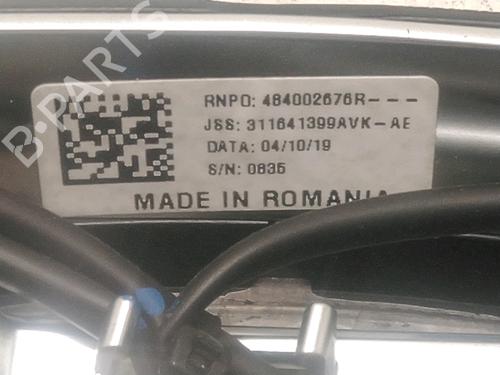 B-PARTS
RNPO: 484002676R---
JSS: 311641399AVK-AE
DATA: 04/10/19
S/N: 0835
MADE IN ROMANIA